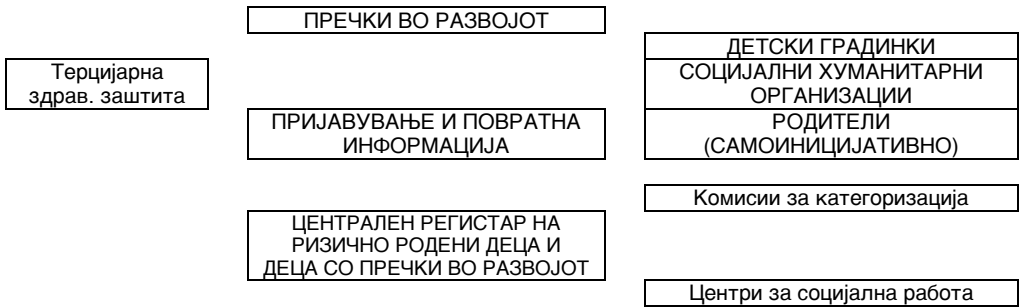 ПРЕЧКИ ВО РАЗВОЈОТ
Терцијарна
здрав. заштита
ДЕТСКИ ГРАДИНКИ
СОЦИЈАЛНИ ХУМАНИТАРНИ
ОРГАНИЗАЦИИ
ПРИЈАВУВАЊЕ И ПОВРАТНА
ИНФОРМАЦИЈА
РОДИТЕЛИ
(САМОИНИЦИЈАТИВНО)
Комисии за категоризација
ЦЕНТРАЛЕН РЕГИСТАР НА
РИЗИЧНО РОДЕНИ ДЕЦА И
ДЕЦА СО ПРЕЧКИ ВО РАЗВОЈОТ
Центри за социјална работа